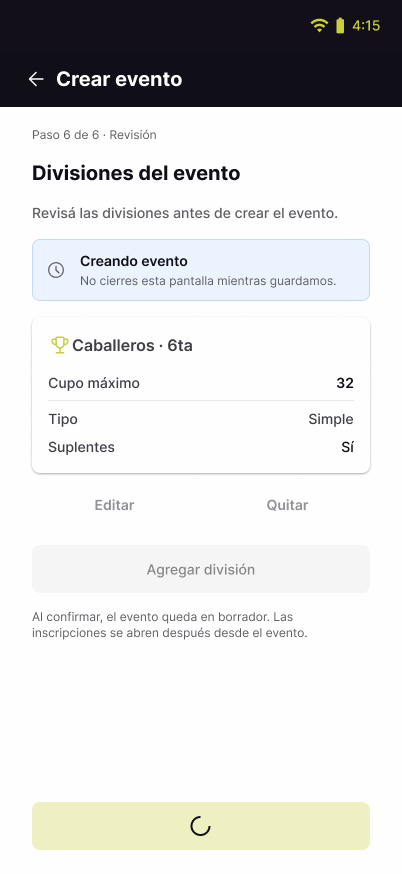 4:15
Crear evento
Paso 6 de 6 · Revisión
Divisiones del evento
Revisá las divisiones antes de crear el evento.
Creando evento
No cierres esta pantalla mientras guardamos.
Caballeros · 6ta
Cupo máximo 32
Tipo Simple
Suplentes Sí
Editar Quitar
Agregar división
Al confirmar, el evento queda en borrador. Las
inscripciones se abren después desde el evento.